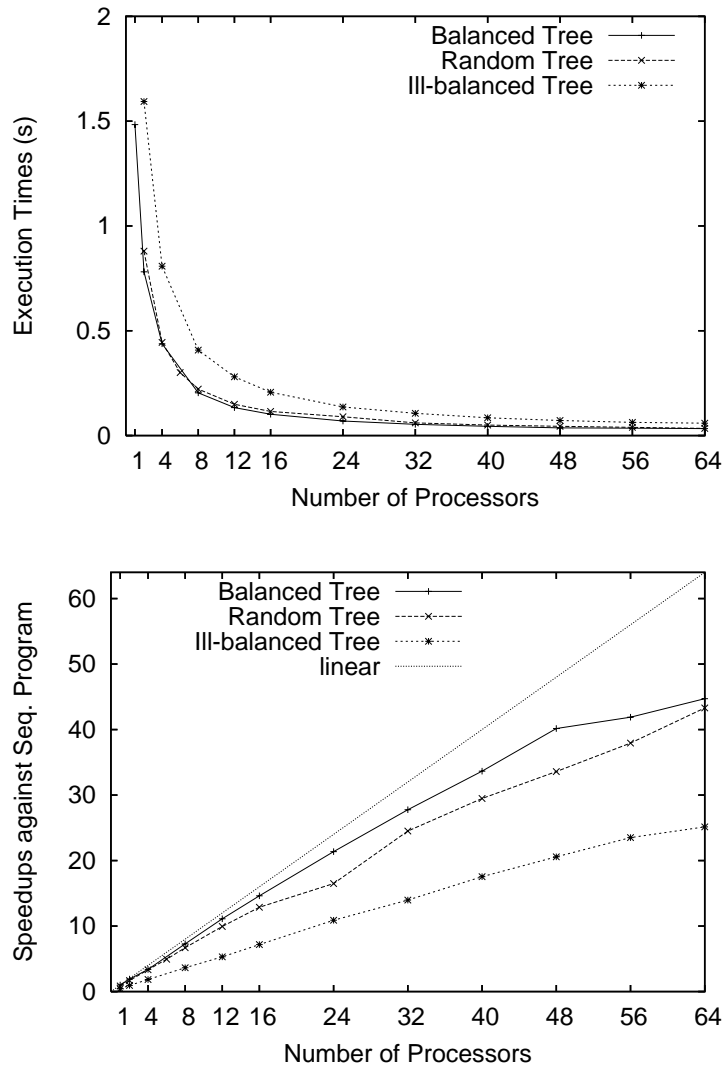 2
1.5
1
0.5
0
Execution Times (s)
Balanced Tree
Random Tree
Ill-balanced Tree
1 4 8 12 16 24 32 40 48 56 64
Number of Processors
60
50
40
30
20
10
0
Speedups against Seq. Program
Balanced Tree
Random Tree
Ill-balanced Tree
linear
1 4 8 12 16 24 32 40 48 56 64
Number of Processors